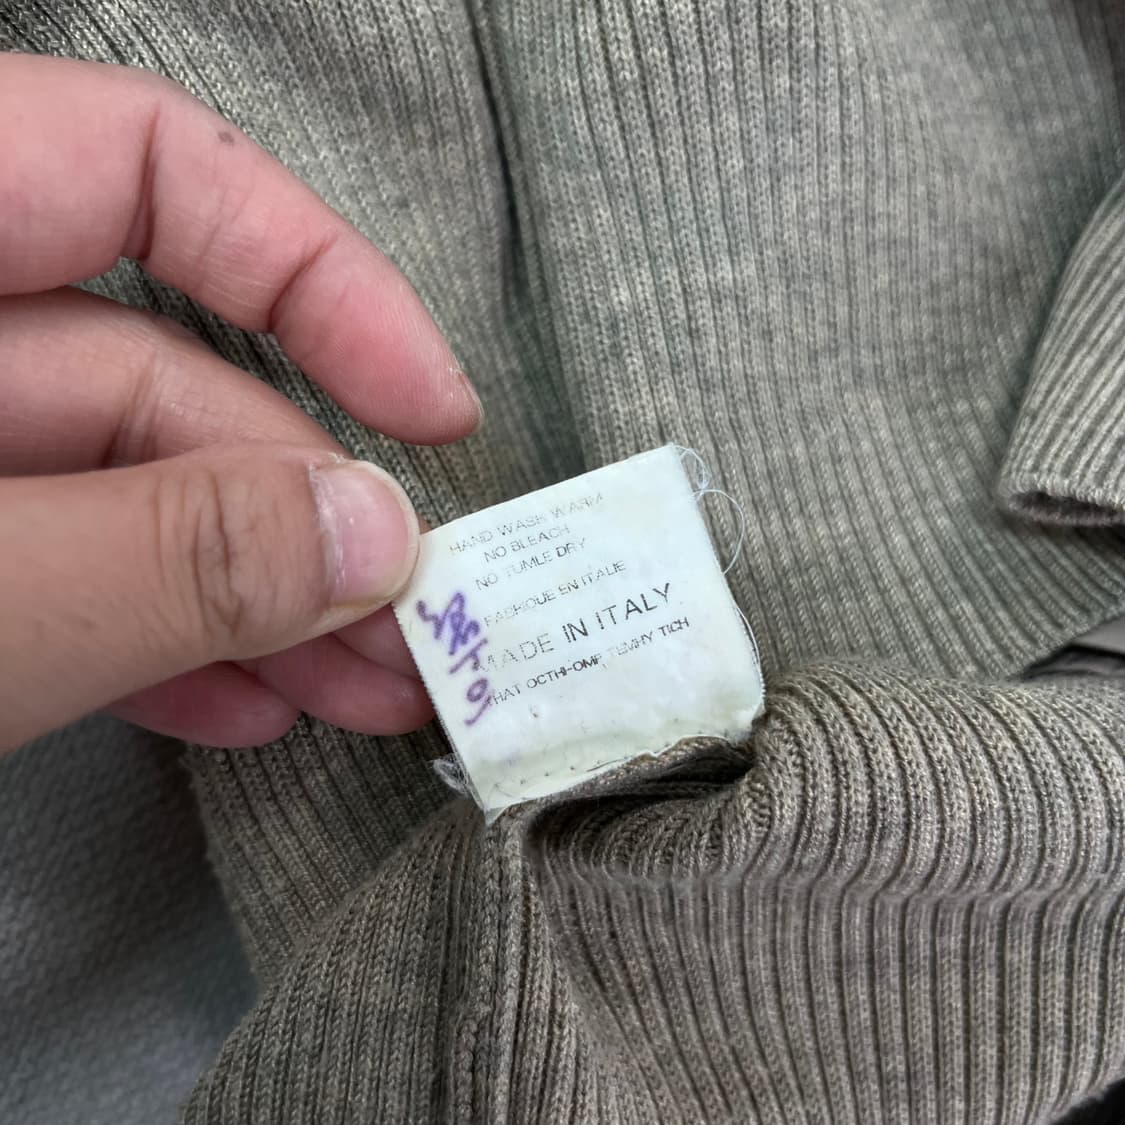 HAND WASH WARM
NO BLEACH
NO TUMLE DRY
FABRIQUE EN ITALIE
MADE IN ITALY
THAT OCTHI-OMP, TEMHY TICH